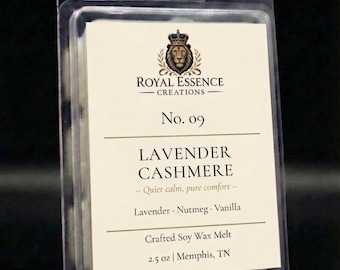 ROYAL ESSENCE
CREATIONS
No. 09
LAVENDER
CASHMERE
– Quiet calm, pure comfort –
Lavender · Nutmeg · Vanilla
Crafted Soy Wax Melt
2.5 oz | Memphis, TN